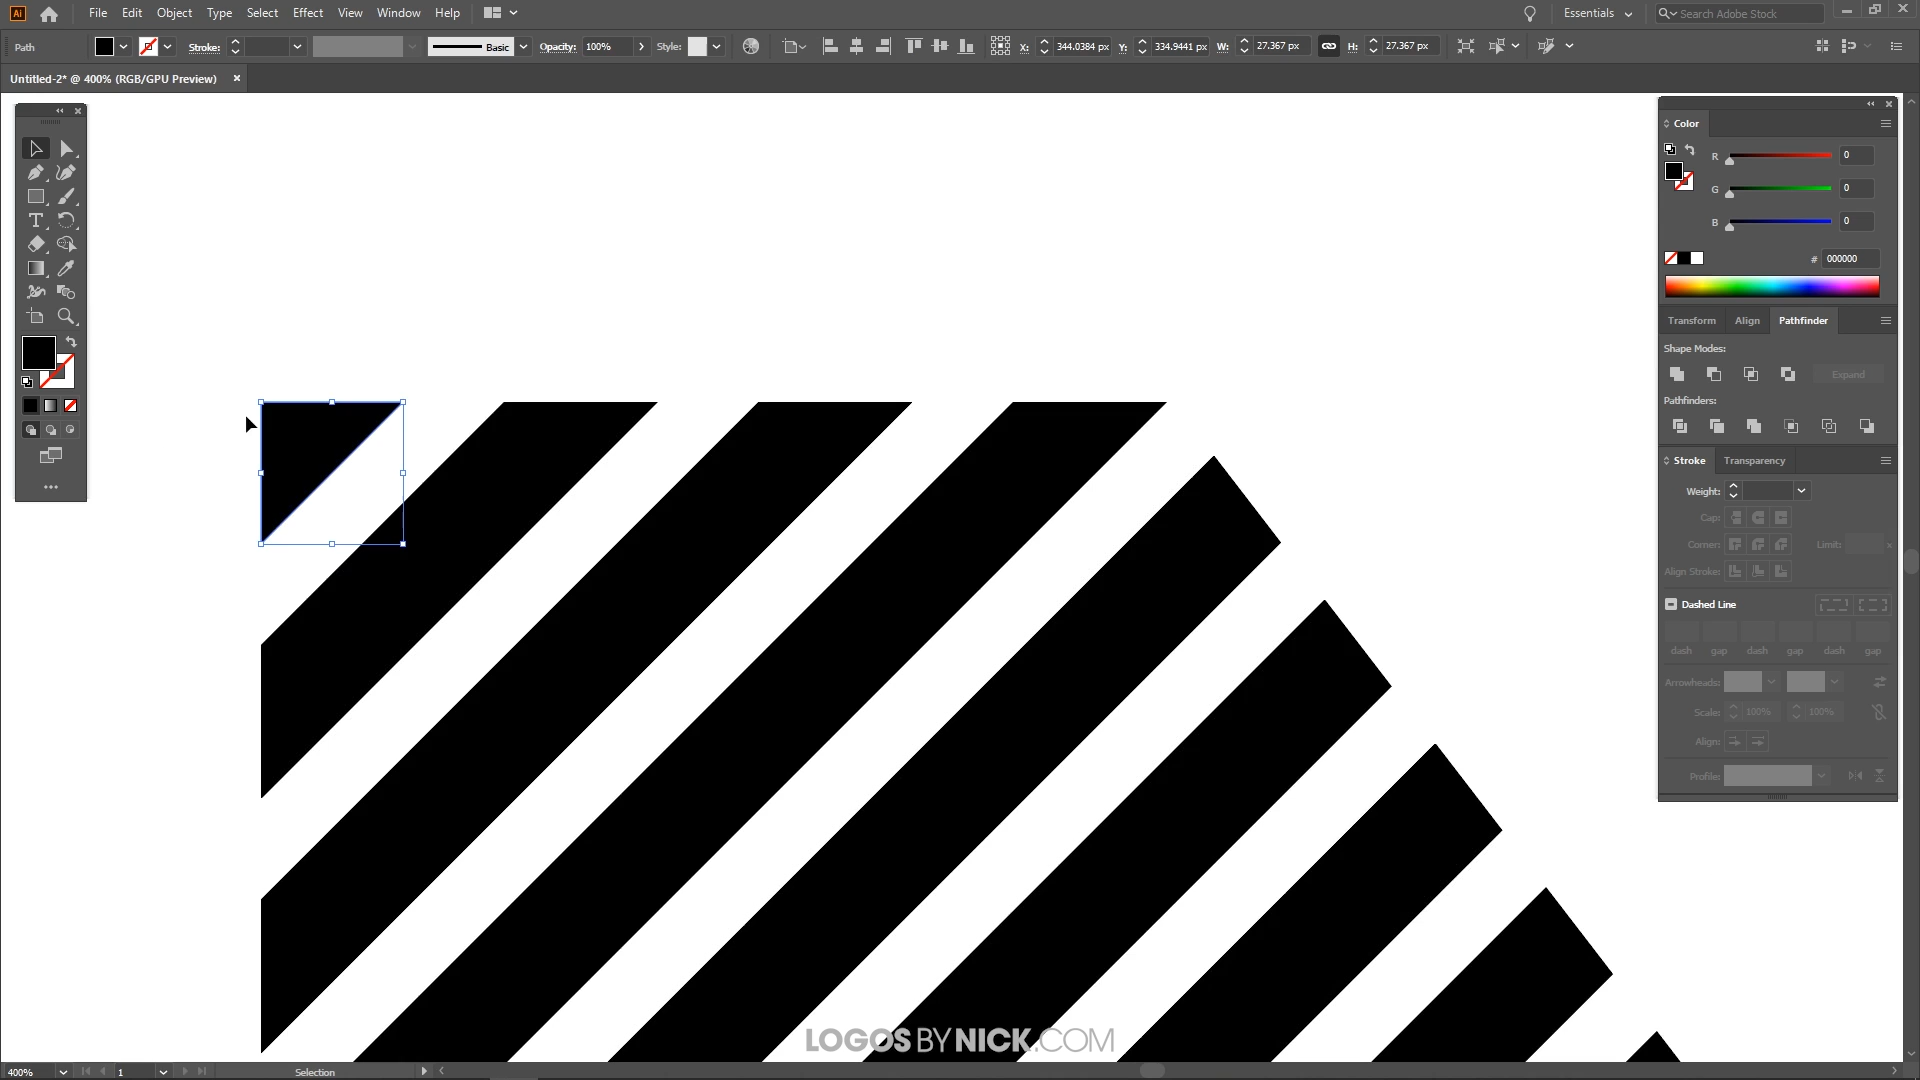 Ai File Edit Object Type Select Effect View Window Help Essentials Search Adobe Stock
Path Stroke: Basic Opacity: 100% Style: X: 344.0384 px Y: 334.9441 px W: 27.367 px H: 27.367 px
Untitled-2* @ 400% (RGB/GPU Preview) ×
Color
R 0
G 0
B 0
# 000000
Transform Align Pathfinder
Shape Modes:
Expand
Pathfinders:
Stroke Transparency
Weight:
Cap:
Corner: Limit: x
Align Stroke:
Dashed Line
dash gap dash gap dash gap
Arrowheads:
Scale: 100% 100%
Align:
Profile:
LOGOSBYNICK.COM
400% 1 Selection